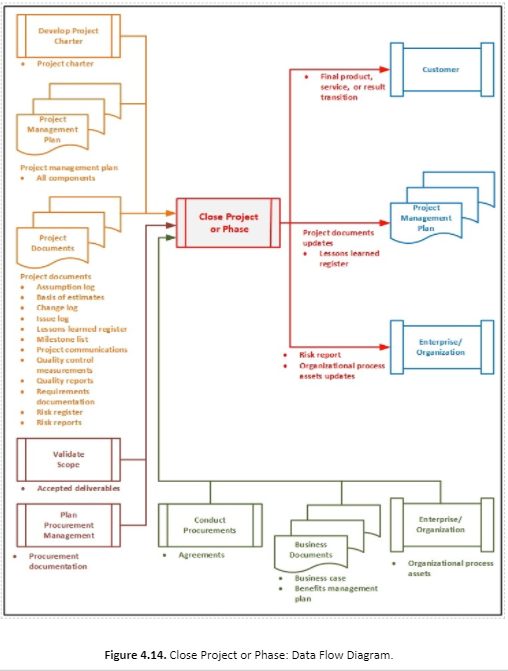 Develop Project
Charter
• Project charter
Project
Management
Plan
Project management plan
• All components
Project
Documents
Project documents
• Assumption log
• Basis of estimates
• Change log
• Issue log
• Lessons learned register
• Milestone list
• Project communications
• Quality control
measurements
• Quality reports
• Requirements
documentation
• Risk register
• Risk reports
Validate
Scope
• Accepted deliverables
Plan
Procurement
Management
• Procurement
documentation
Close Project
or Phase
• Final product,
service, or result
transition
Customer
Project documents
updates
• Lessons learned
register
Project
Management
Plan
• Risk report
• Organizational process
assets updates
Enterprise/
Organization
Conduct
Procurements
• Agreements
Business
Documents
• Business case
• Benefits management
plan
Enterprise/
Organization
• Organizational process
assets
Figure 4.14. Close Project or Phase: Data Flow Diagram.